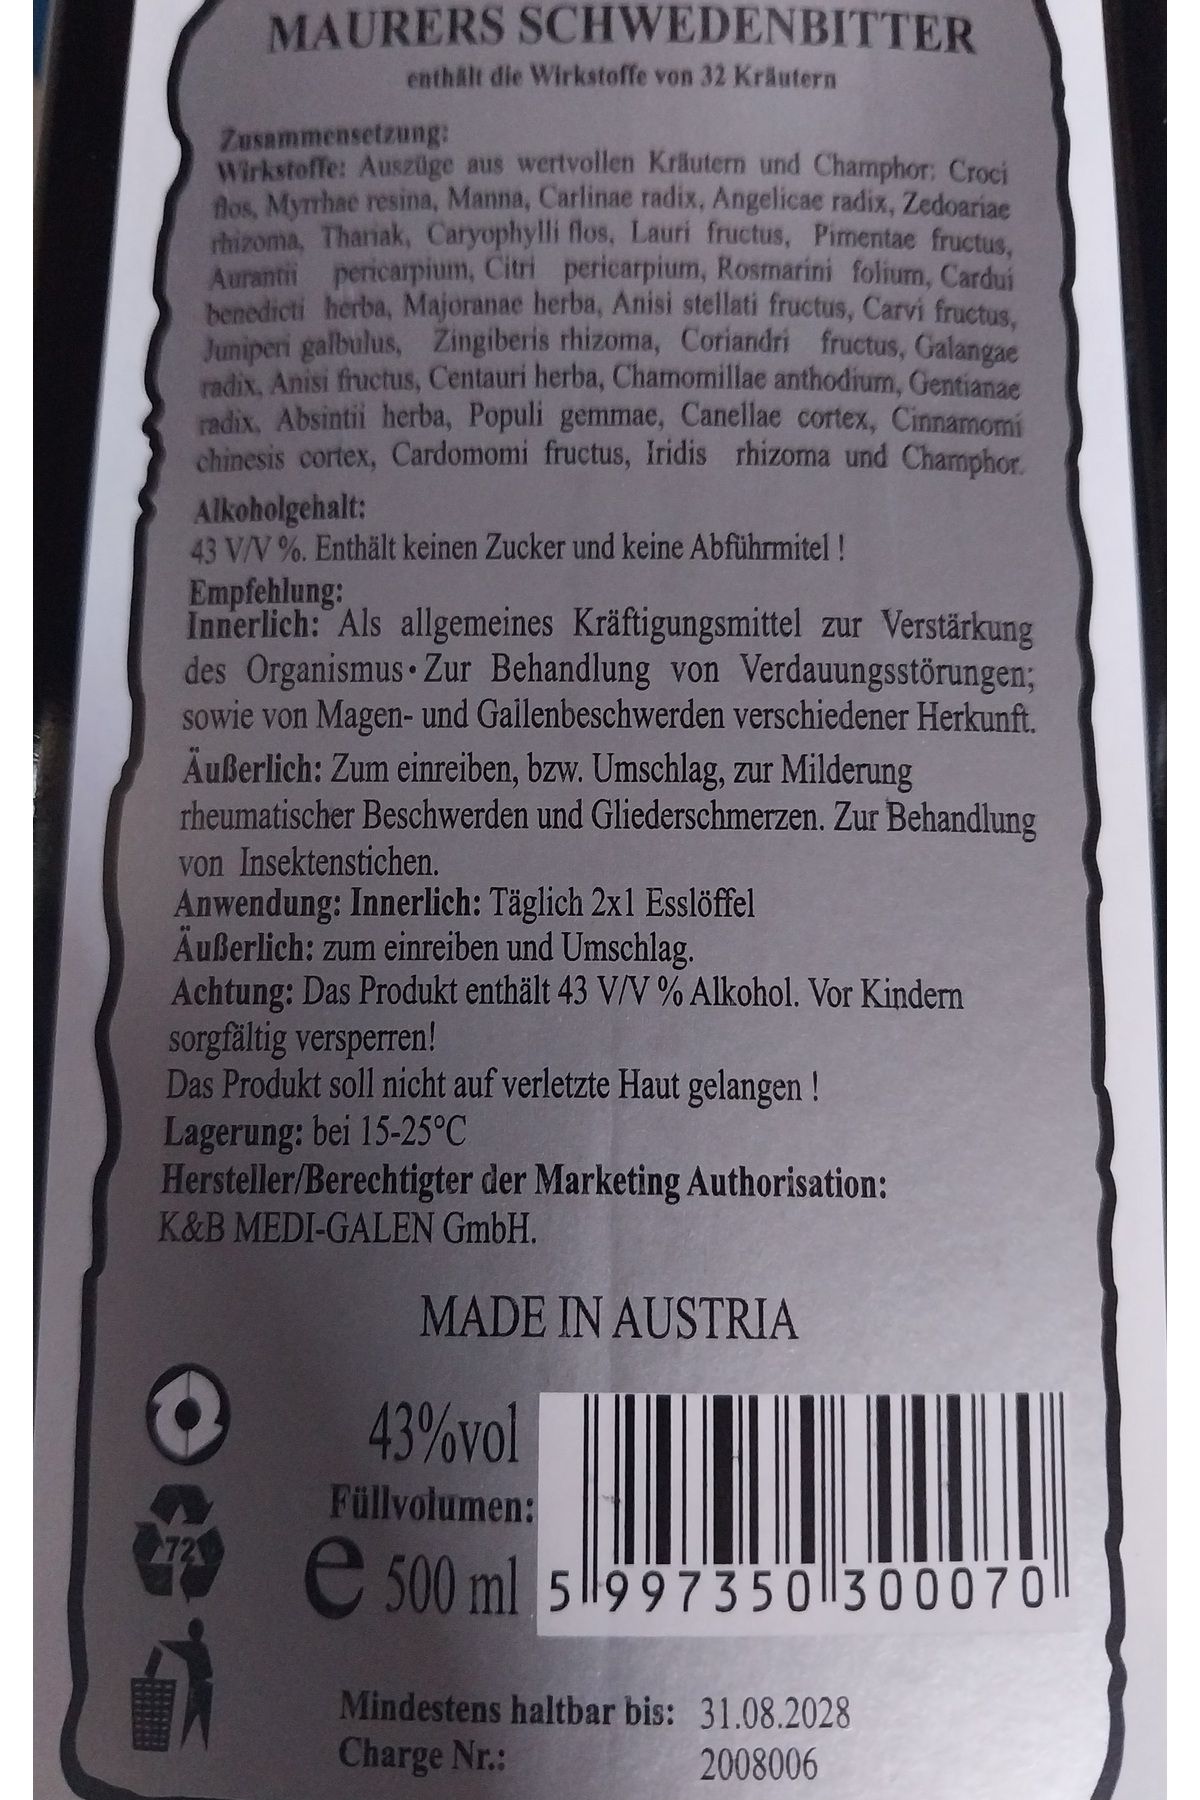 MAURERS SCHWEDENBITTER
enthält die Wirkstoffe von 32 Kräutern
Zusammensetzung:
Wirkstoffe: Auszüge aus wertvollen Kräutern und Champhor: Croci
flos, Myrrhae resina, Manna, Carlinae radix, Angelicae radix, Zedoariae
rhizoma, Thariak, Caryophylli flos, Lauri fructus, Pimentae fructus,
Aurantii pericarpium, Citri pericarpium, Rosmarini folium, Cardui
benedicti herba, Majoranae herba, Anisi stellati fructus, Carvi fructus,
Juniperi galbulus, Zingiberis rhizoma, Coriandri fructus, Galangae
radix, Anisi fructus, Centauri herba, Chamomillae anthodium, Gentianae
radix, Absintii herba, Populi gemmae, Canellae cortex, Cinnamomi
chinesis cortex, Cardomomi fructus, Iridis rhizoma und Champhor.
Alkoholgehalt:
43 V/V %. Enthält keinen Zucker und keine Abführmitel !
Empfehlung:
Innerlich: Als allgemeines Kräftigungsmittel zur Verstärkung
des Organismus • Zur Behandlung von Verdauungsstörungen;
sowie von Magen- und Gallenbeschwerden verschiedener Herkunft.
Äußerlich: Zum einreiben, bzw. Umschlag, zur Milderung
rheumatischer Beschwerden und Gliederschmerzen. Zur Behandlung
von Insektenstichen.
Anwendung: Innerlich: Täglich 2x1 Esslöffel
Äußerlich: zum einreiben und Umschlag.
Achtung: Das Produkt enthält 43 V/V % Alkohol. Vor Kindern
sorgfältig versperren!
Das Produkt soll nicht auf verletzte Haut gelangen !
Lagerung: bei 15-25°C
Hersteller/Berechtigter der Marketing Authorisation:
K&B MEDI-GALEN GmbH.
MADE IN AUSTRIA
43%vol
Füllvolumen:
e 500 ml
72
5 997350 300070
Mindestens haltbar bis: 31.08.2028
Charge Nr.: 2008006